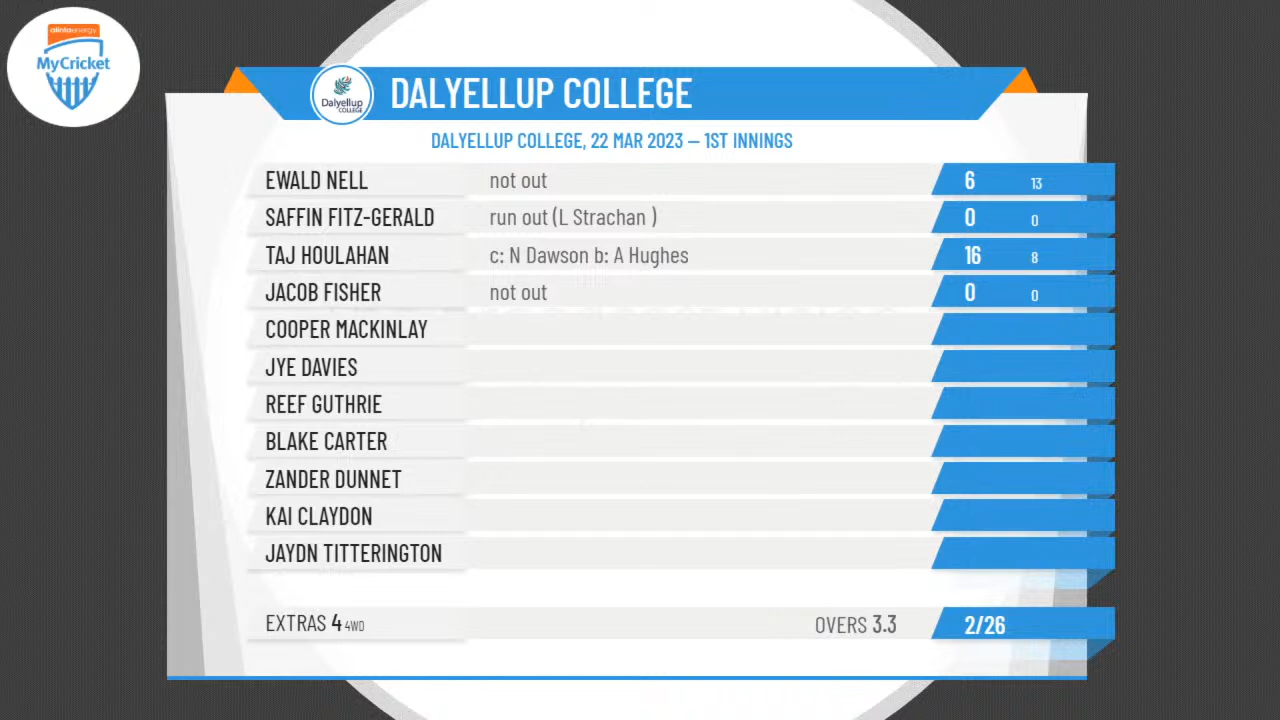 alintaenergy
MyCricket
Dalyellup
COLLEGE
DALYELLUP COLLEGE
DALYELLUP COLLEGE, 22 MAR 2023 – 1ST INNINGS
EWALD NELL not out 6 13
SAFFIN FITZ-GERALD run out (L Strachan ) 0 0
TAJ HOULAHAN c: N Dawson b: A Hughes 16 8
JACOB FISHER not out 0 0
COOPER MACKINLAY
JYE DAVIES
REEF GUTHRIE
BLAKE CARTER
ZANDER DUNNET
KAI CLAYDON
JAYDN TITTERINGTON
EXTRAS 4 4WD OVERS 3.3 2/26